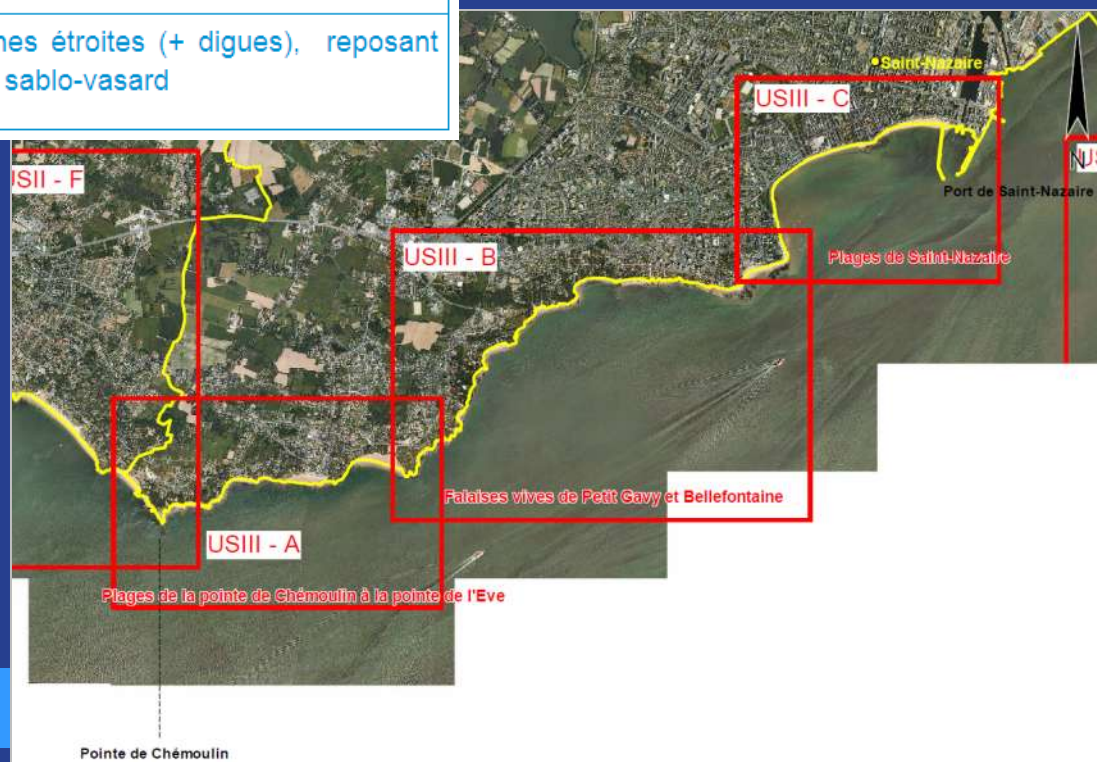 nes étroites (+ digues), reposant
sablo-vasard
Saint-Nazaire
USIII - C
N
Port de Saint-Nazaire
USII - F
USIII - B
Plages de Saint-Nazaire
Falaises vives de Petit Gavy et Bellefontaine
USIII - A
Plages de la pointe de Chémoulin à la pointe de l'Eve
Pointe de Chémoulin